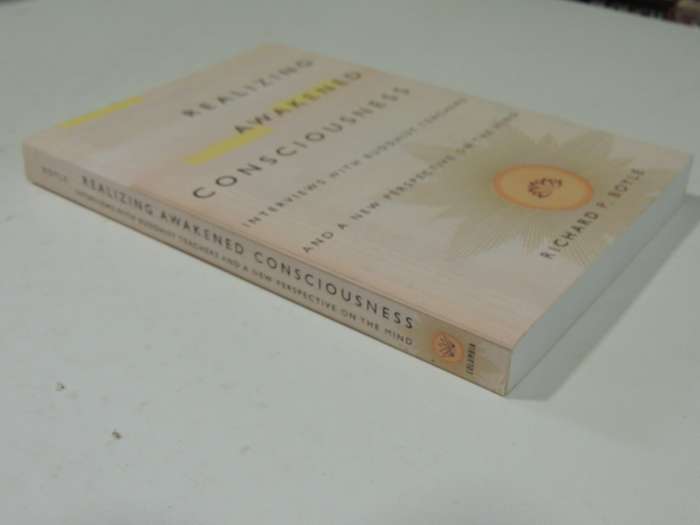 REALIZING
AWAKENED
CONSCIOUSNESS
INTERVIEWS WITH BUDDHIST TEACHERS
AND A NEW PERSPECTIVE ON THE MIND
RICHARD P. BOYLE
BOYLE
REALIZING AWAKENED CONSCIOUSNESS
INTERVIEWS WITH BUDDHIST TEACHERS AND A NEW PERSPECTIVE ON THE MIND
COLUMBIA